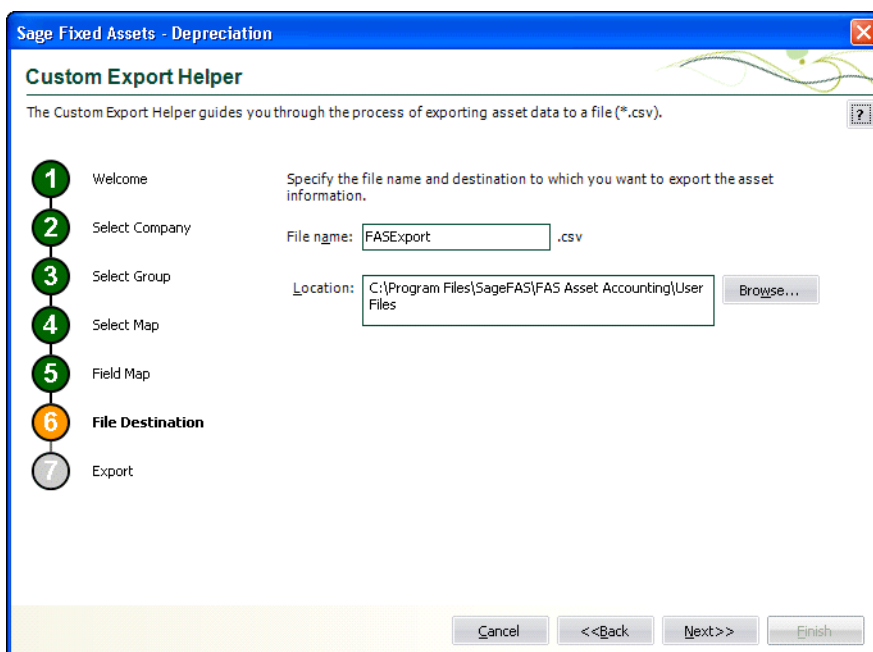 Sage Fixed Assets - Depreciation
Custom Export Helper
The Custom Export Helper guides you through the process of exporting asset data to a file (*.csv).
?
1 Welcome
2 Select Company
3 Select Group
4 Select Map
5 Field Map
6 File Destination
7 Export
Specify the file name and destination to which you want to export the asset
information.
File name: FASExport .csv
Location: C:\Program Files\SageFAS\FAS Asset Accounting\User
Files
Browse...
Cancel <<Back Next>> Finish